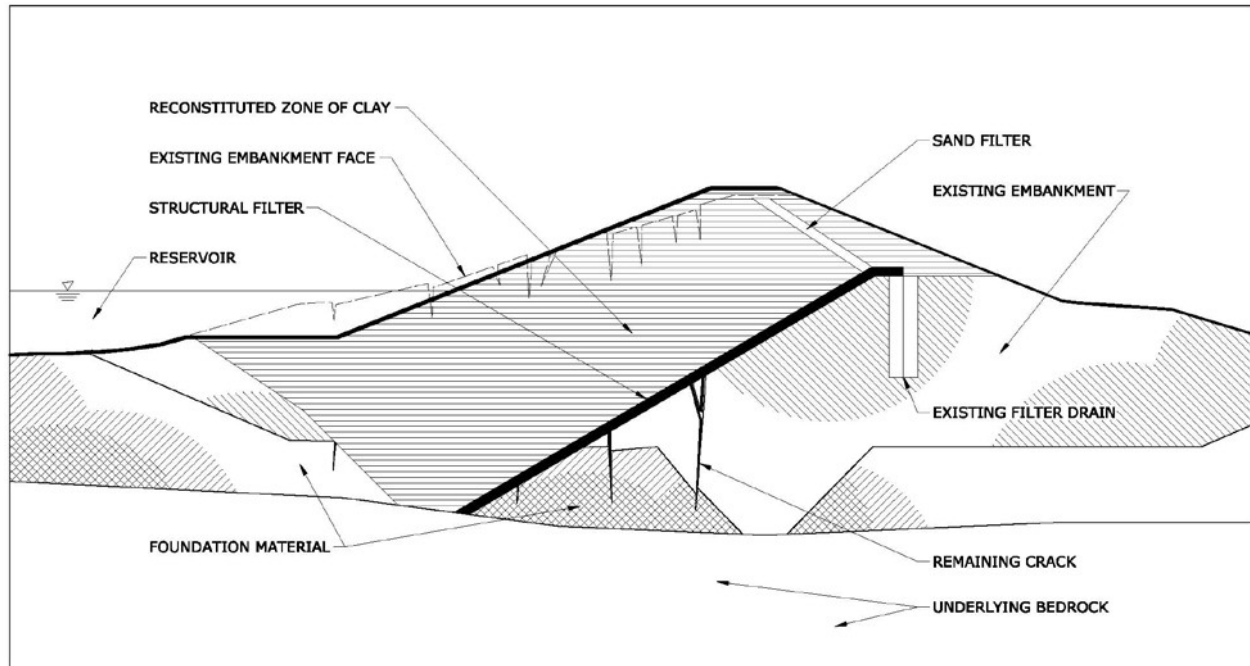 RECONSTITUTED ZONE OF CLAY
EXISTING EMBANKMENT FACE
STRUCTURAL FILTER
RESERVOIR
SAND FILTER
EXISTING EMBANKMENT
EXISTING FILTER DRAIN
FOUNDATION MATERIAL
REMAINING CRACK
UNDERLYING BEDROCK